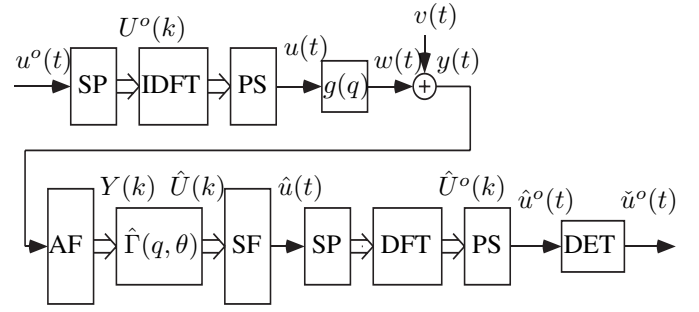 v(t)
U^o(k)
u^o(t) SP IDFT PS u(t) g(q) w(t) + y(t)
Y(k) Û(k) û(t) Û^o(k) û^o(t) ǔ^o(t)
AF Γ̂(q, θ) SF SP DFT PS DET